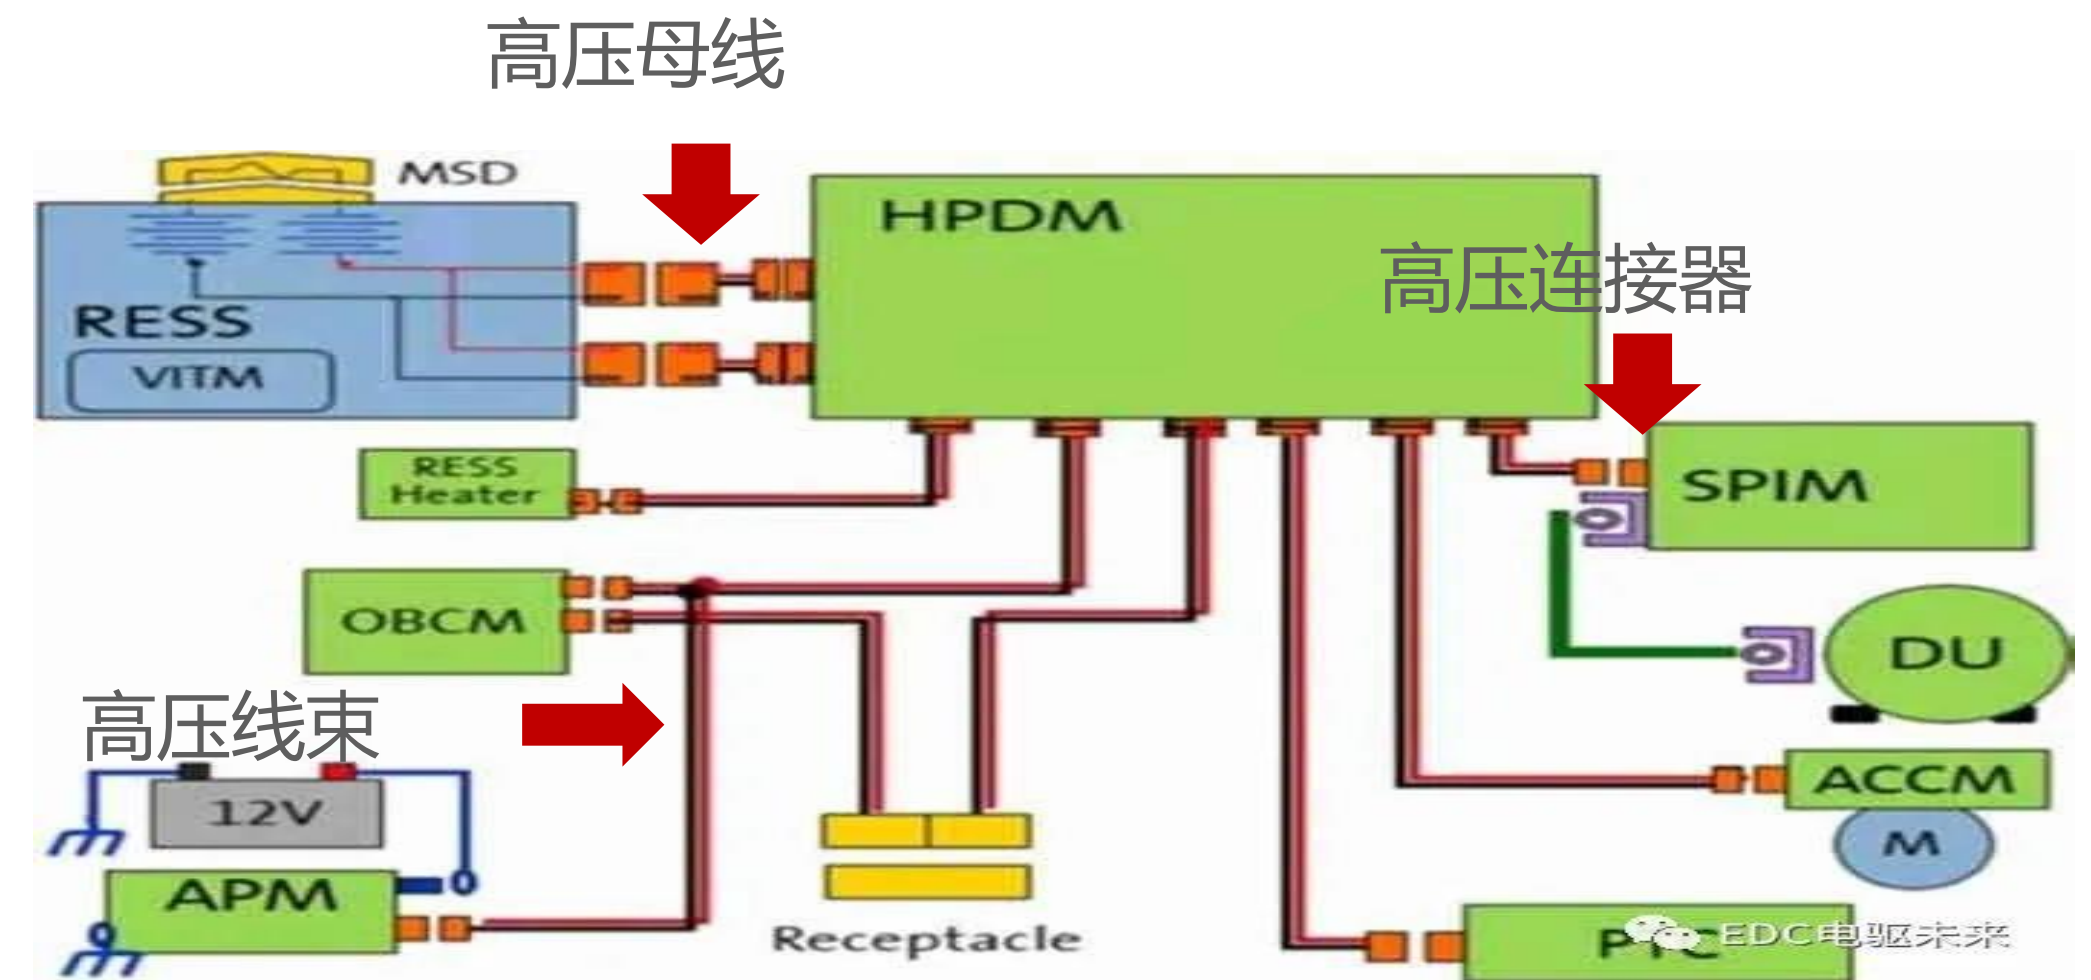 高压母线
MSD
HPDM
高压连接器
RESS
VITM
RESS
Heater
SPIM
OBCM
DU
高压线束
12V
ACCM
M
APM
Receptacle
PTC
EDC电驱未来